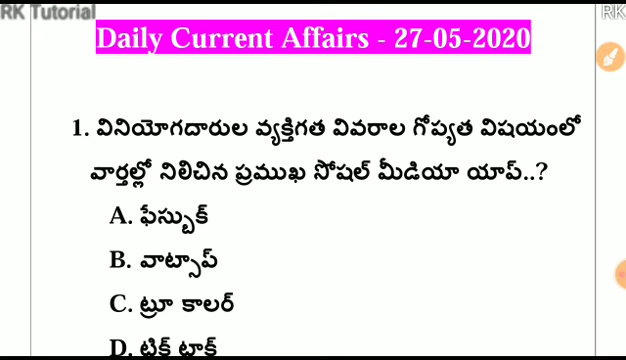 RK Tutorial
RK
Daily Current Affairs - 27-05-2020
1. వినియోగదారుల వ్యక్తిగత వివరాల గోప్యత విషయంలో
వార్తల్లో నిలిచిన ప్రముఖ సోషల్ మీడియా యాప్..?
A. ఫేస్బుక్
B. వాట్సాప్
C. ట్రూ కాలర్
D. టిక్ టాక్